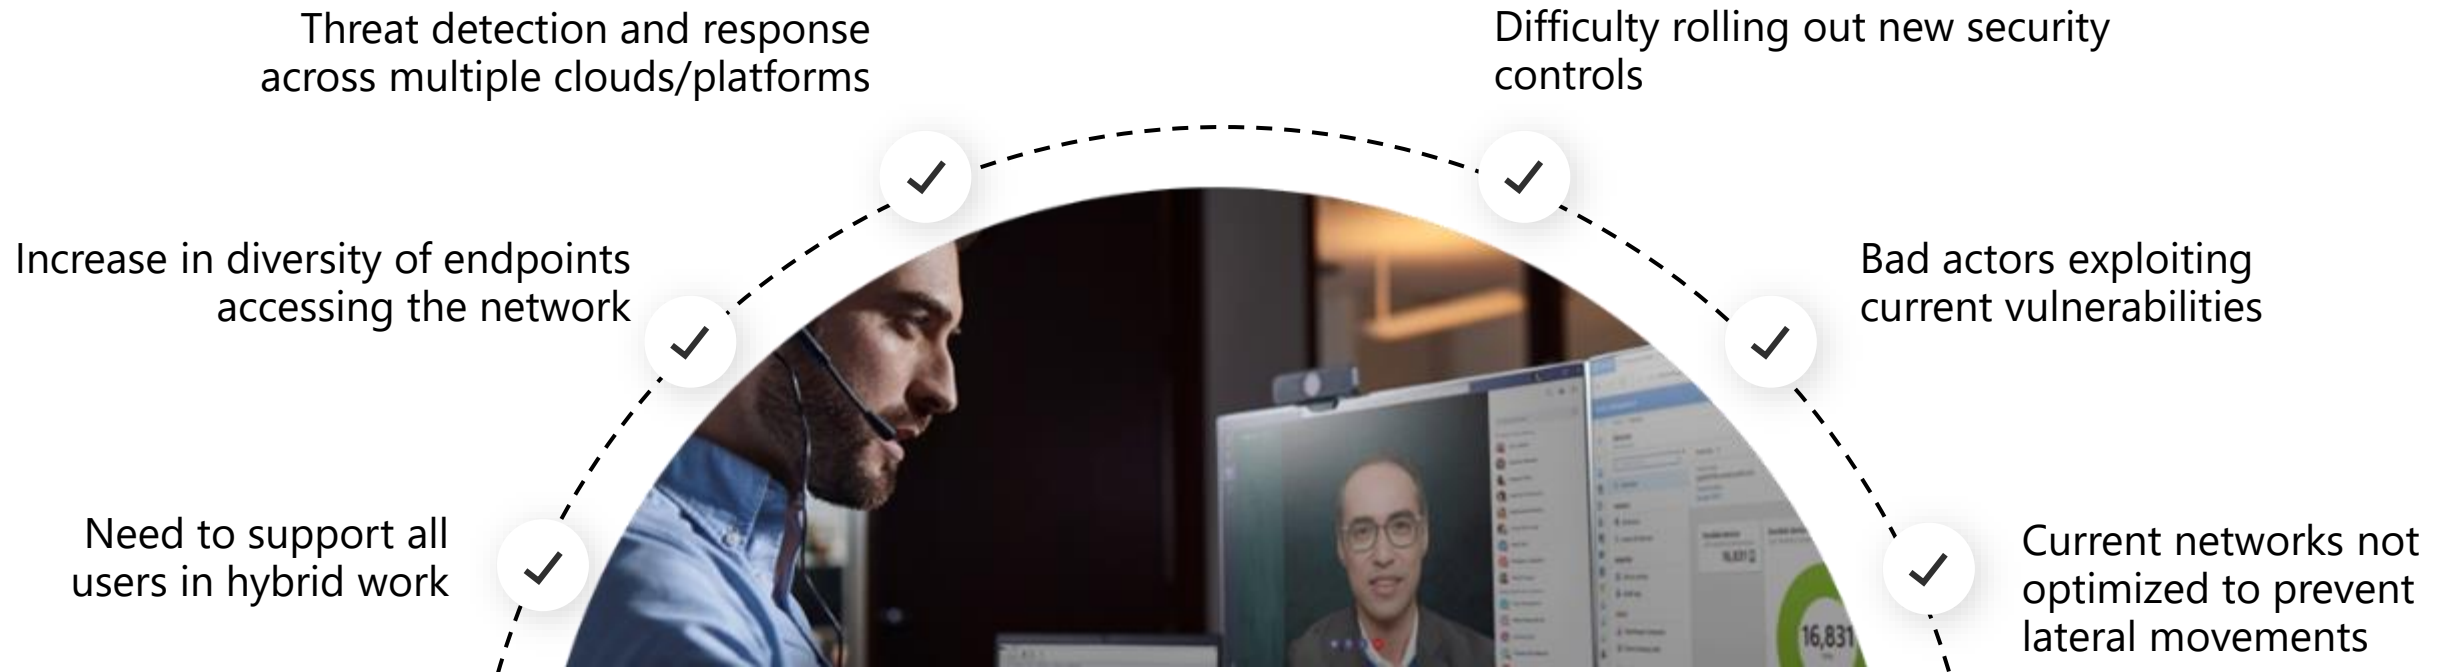 Threat detection and response
across multiple clouds/platforms
Difficulty rolling out new security
controls
Increase in diversity of endpoints
accessing the network
Bad actors exploiting
current vulnerabilities
Need to support all
users in hybrid work
Current networks not
optimized to prevent
lateral movements
16,831